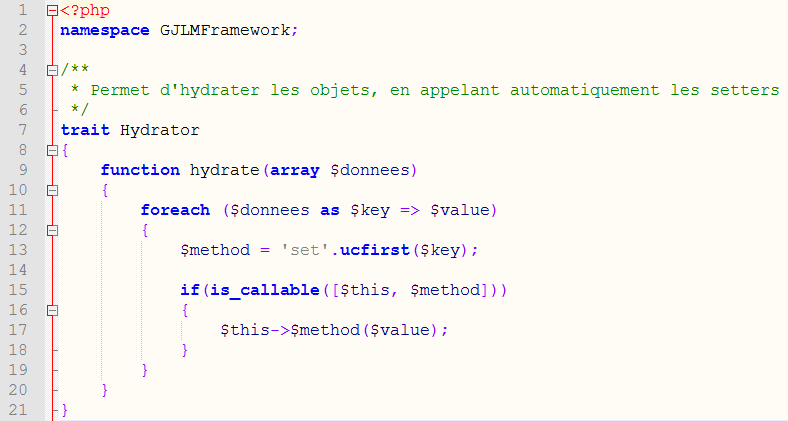 1 <?php
2 namespace GJLMFramework;
3
4 /**
5  * Permet d'hydrater les objets, en appelant automatiquement les setters
6  */
7 trait Hydrator
8 {
9     function hydrate(array $donnees)
10     {
11         foreach ($donnees as $key => $value)
12         {
13             $method = 'set'.ucfirst($key);
14
15             if(is_callable([$this, $method]))
16             {
17                 $this->$method($value);
18             }
19         }
20     }
21 }